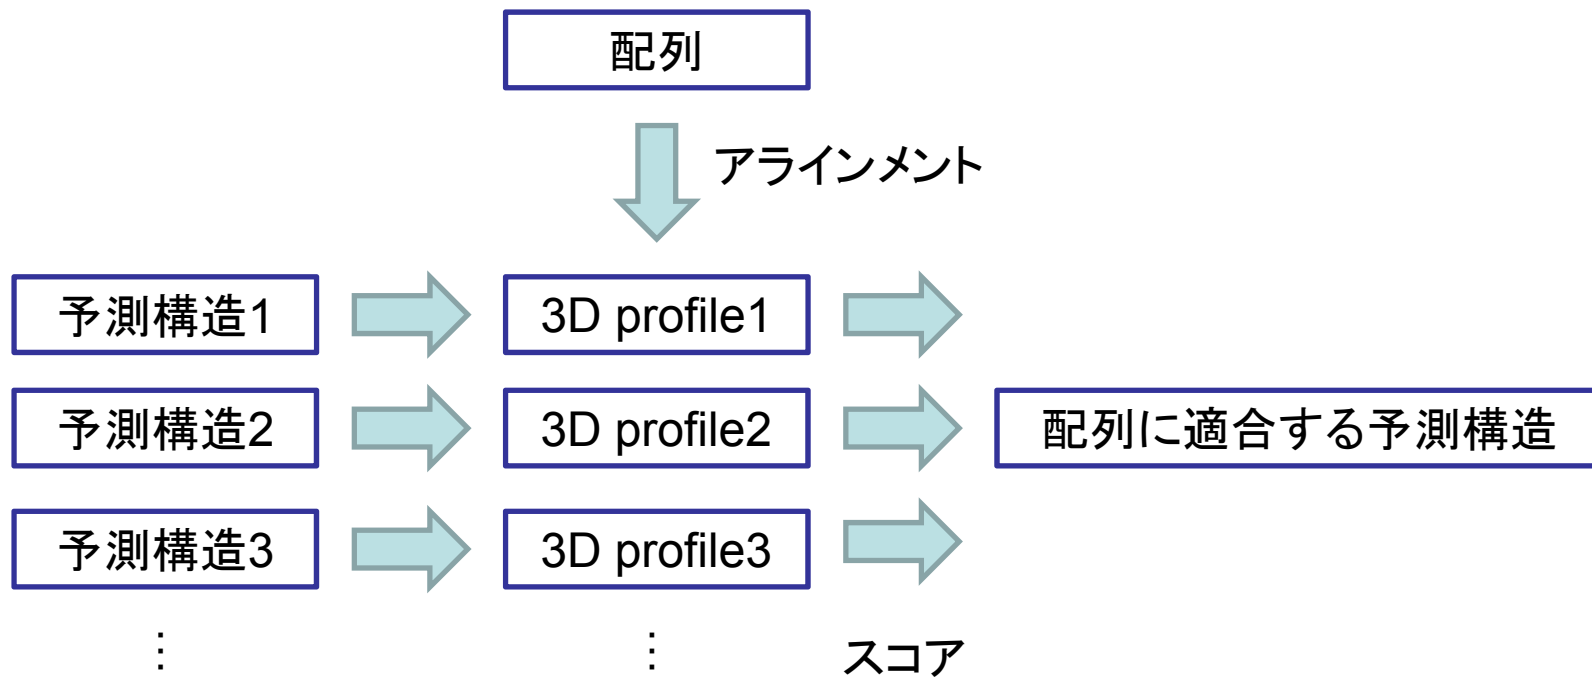 配列
アラインメント
予測構造1
3D profile1
予測構造2
3D profile2
配列に適合する予測構造
予測構造3
3D profile3
⋮
⋮
スコア